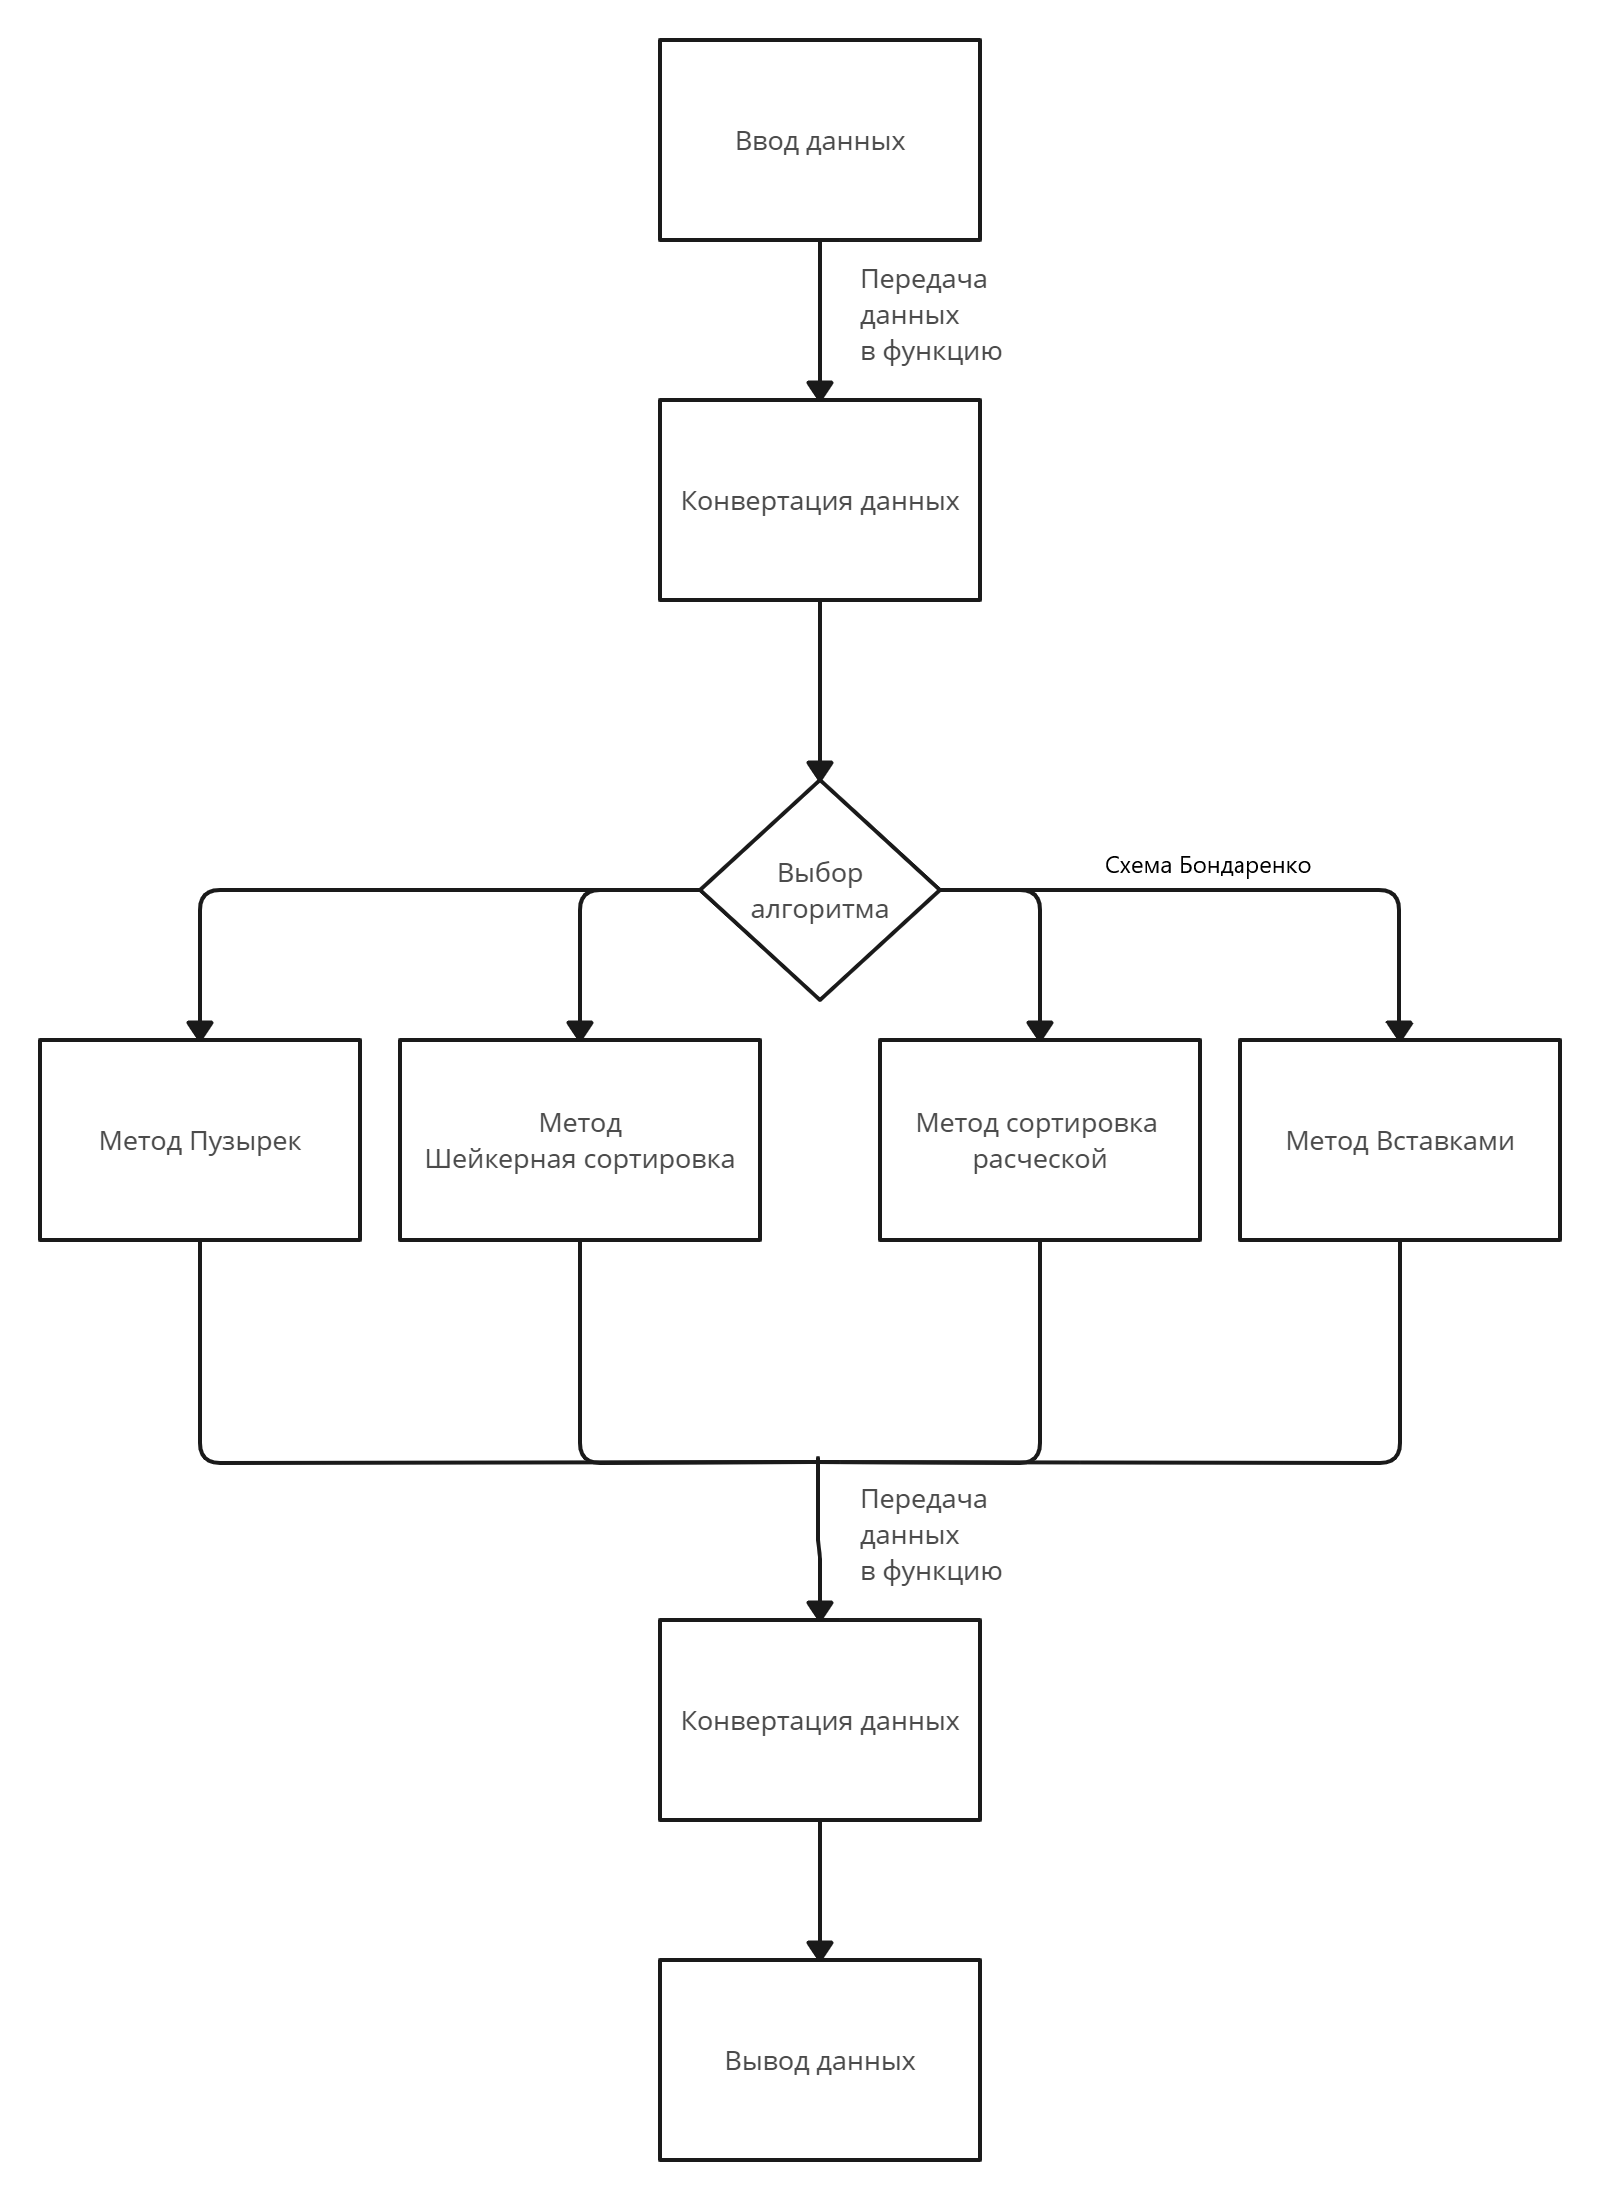 Ввод данных
Передача
данных
в функцию
Конвертация данных
Схема Бондаренко
Выбор
алгоритма
Метод Пузырек
Метод
Шейкерная сортировка
Метод сортировка
расческой
Метод Вставками
Передача
данных
в функцию
Конвертация данных
Вывод данных